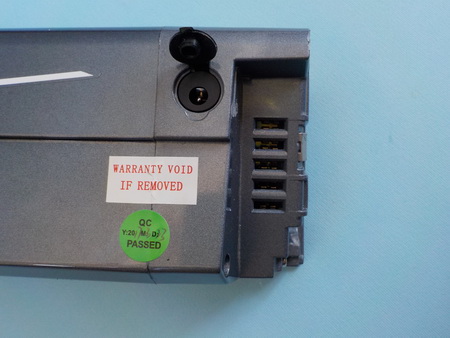 WARRANTY VOID
IF REMOVED
QC
Y:20 M D
PASSED